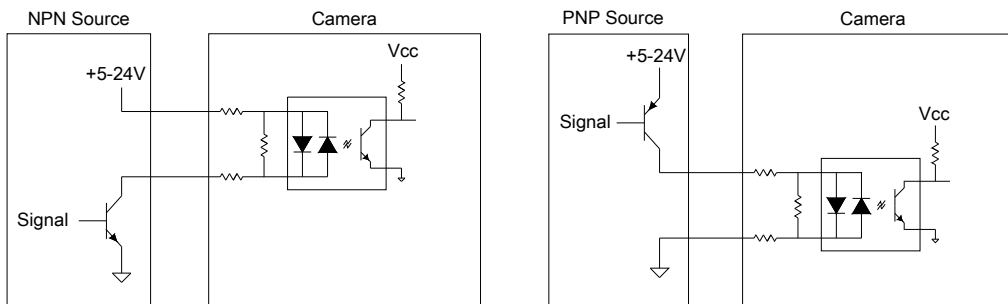 NPN Source
Camera
+5-24V
Vcc
Signal
PNP Source
Camera
+5-24V
Signal
Vcc